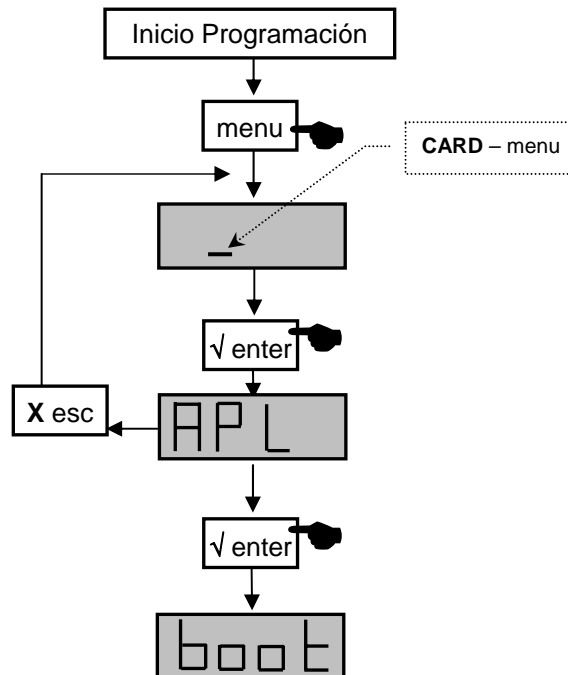 Inicio Programación
menu
CARD – menu
_
√ enter
X esc
APL
√ enter
boot